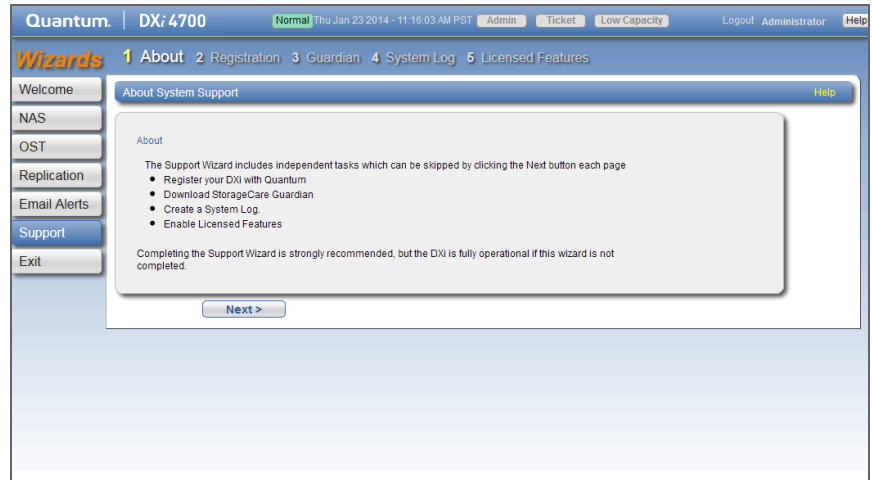 Quantum. DXi 4700 Normal Thu Jan 23 2014 - 11:16:03 AM PST Admin Ticket Low Capacity Logout Administrator Help
Wizards 1 About 2 Registration 3 Guardian 4 System Log 5 Licensed Features
Welcome
NAS
OST
Replication
Email Alerts
Support
Exit
About System Support Help
About
The Support Wizard includes independent tasks which can be skipped by clicking the Next button each page
• Register your DXi with Quantum
• Download StorageCare Guardian
• Create a System Log.
• Enable Licensed Features
Completing the Support Wizard is strongly recommended, but the DXi is fully operational if this wizard is not
completed.
Next >